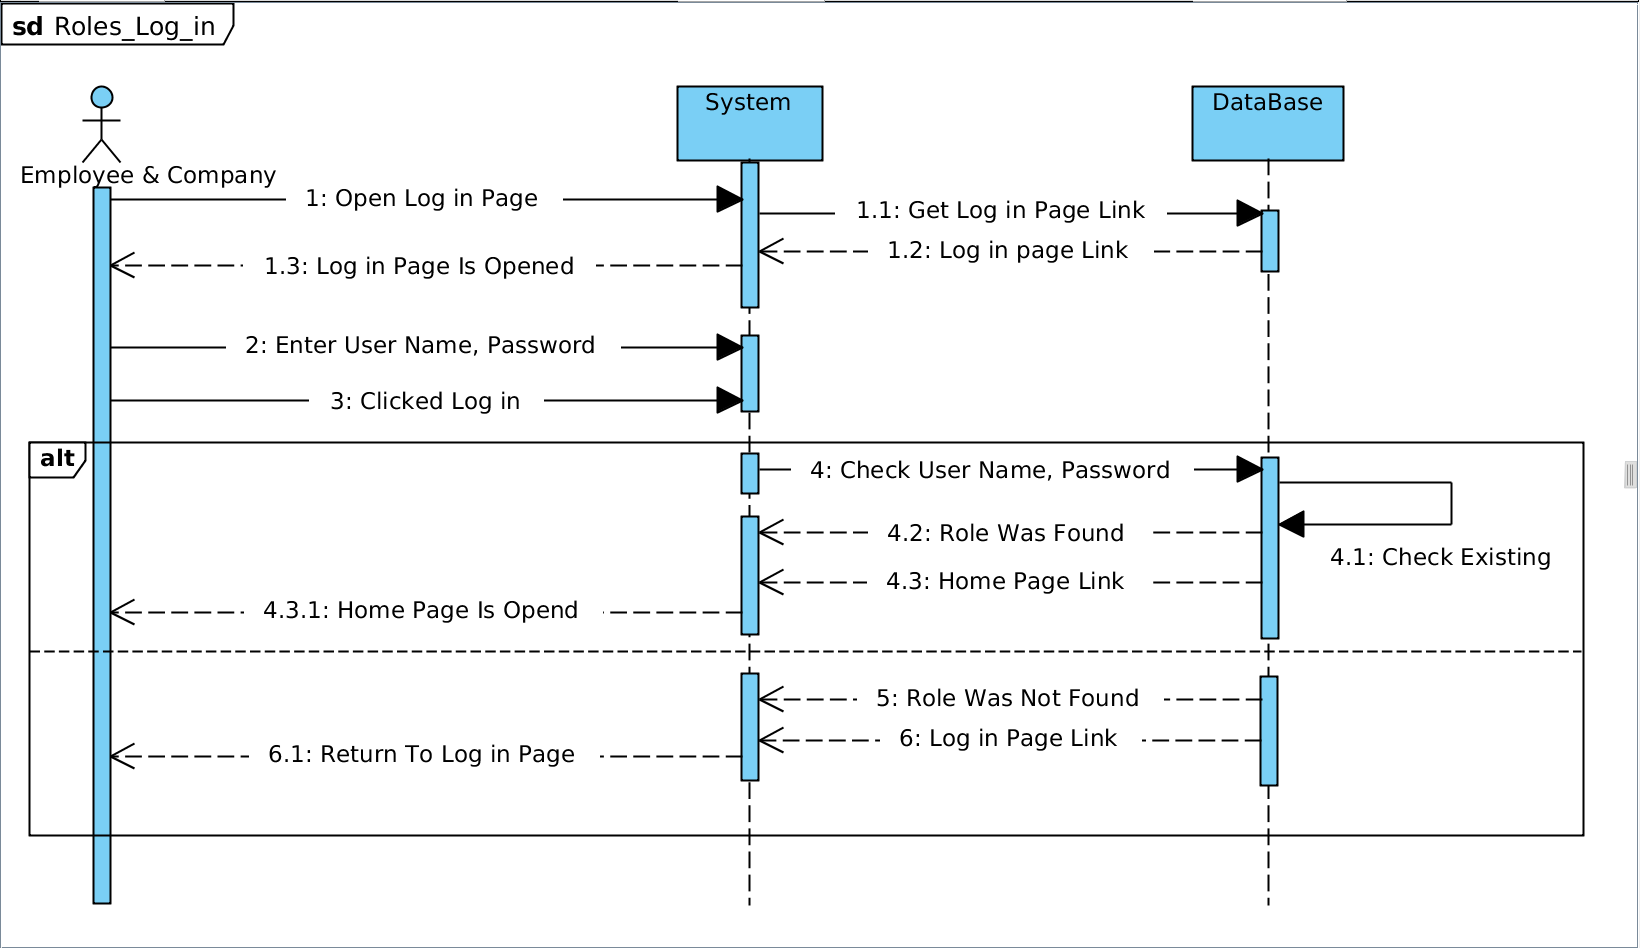 sd Roles_Log_in
Employee & Company
System
DataBase
1: Open Log in Page
1.1: Get Log in Page Link
1.2: Log in page Link
1.3: Log in Page Is Opened
2: Enter User Name, Password
3: Clicked Log in
alt
4: Check User Name, Password
4.1: Check Existing
4.2: Role Was Found
4.3: Home Page Link
4.3.1: Home Page Is Opend
5: Role Was Not Found
6: Log in Page Link
6.1: Return To Log in Page